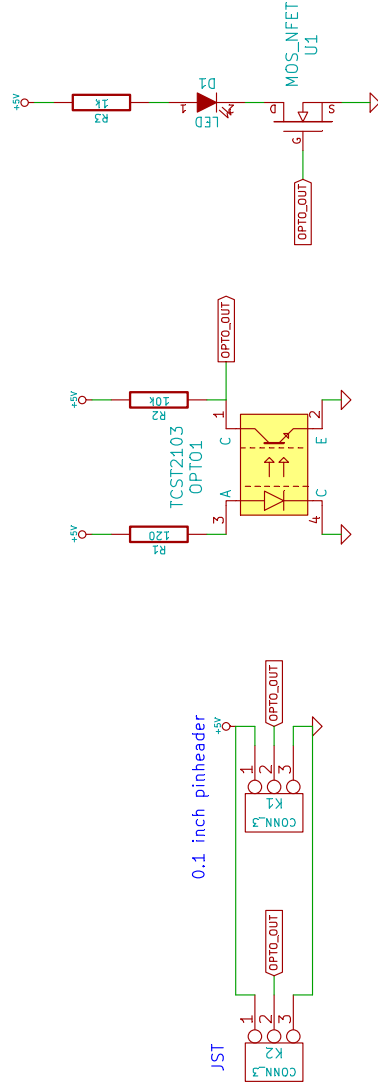 +5V
R3
1k
1
D1
LED
2
D
MOS_NFET
U1
S
G
OPTO_OUT
OPTO_OUT
+5V
R2
10k
1
C
2
E
TCST2103
OPTO1
+5V
R1
120
3
A
4
C
0.1 inch pinheader
+5V
OPTO_OUT
1
2
3
K1
CONN_3
OPTO_OUT
JST
1
2
3
K2
CONN_3